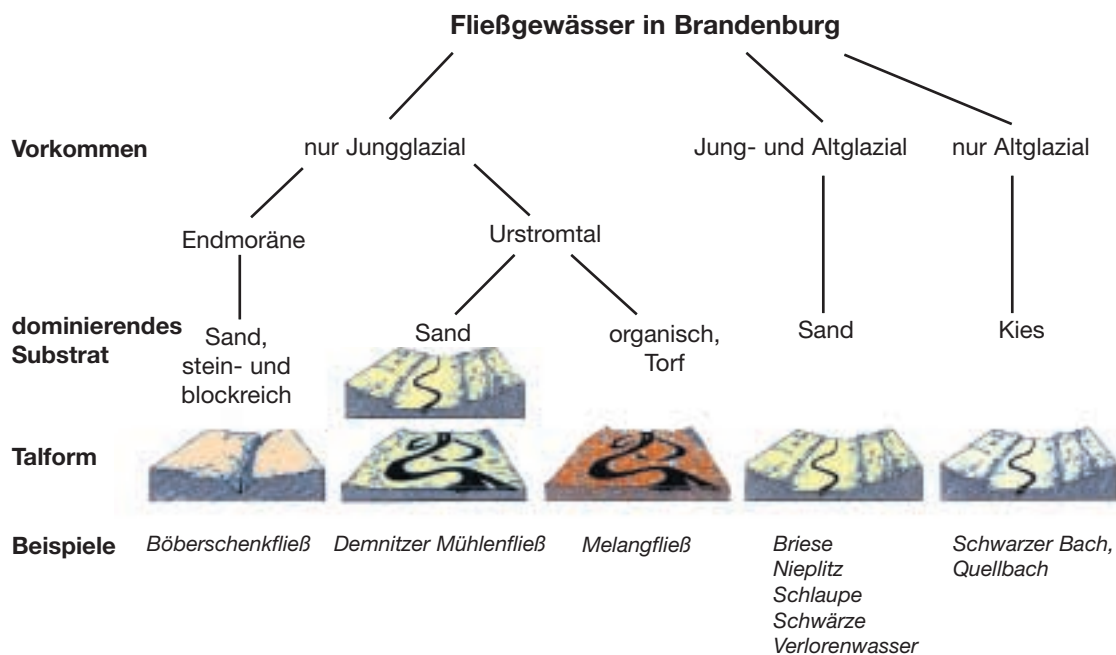 Fließgewässer in Brandenburg
Vorkommen
nur Jungglazial
Jung- und Altglazial
nur Altglazial
Endmoräne
Urstromtal
dominierendes
Substrat
Sand,
stein- und
blockreich
Sand
organisch,
Torf
Sand
Kies
Talform
Beispiele
Böberschenkfließ
Demnitzer Mühlenfließ
Melangfließ
Briese
Nieplitz
Schlaupe
Schwärze
Verlorenwasser
Schwarzer Bach,
Quellbach